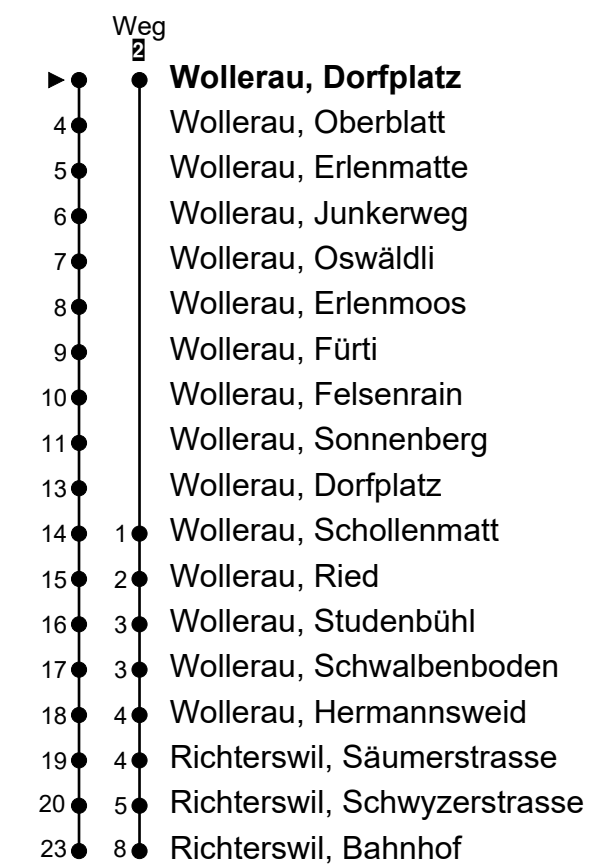 Weg
2
► Wollerau, Dorfplatz
4 Wollerau, Oberblatt
5 Wollerau, Erlenmatte
6 Wollerau, Junkerweg
7 Wollerau, Oswäldli
8 Wollerau, Erlenmoos
9 Wollerau, Fürti
10 Wollerau, Felsenrain
11 Wollerau, Sonnenberg
13 Wollerau, Dorfplatz
14 1 Wollerau, Schollenmatt
15 2 Wollerau, Ried
16 3 Wollerau, Studenbühl
17 3 Wollerau, Schwalbenboden
18 4 Wollerau, Hermannsweid
19 4 Richterswil, Säumerstrasse
20 5 Richterswil, Schwyzerstrasse
23 8 Richterswil, Bahnhof